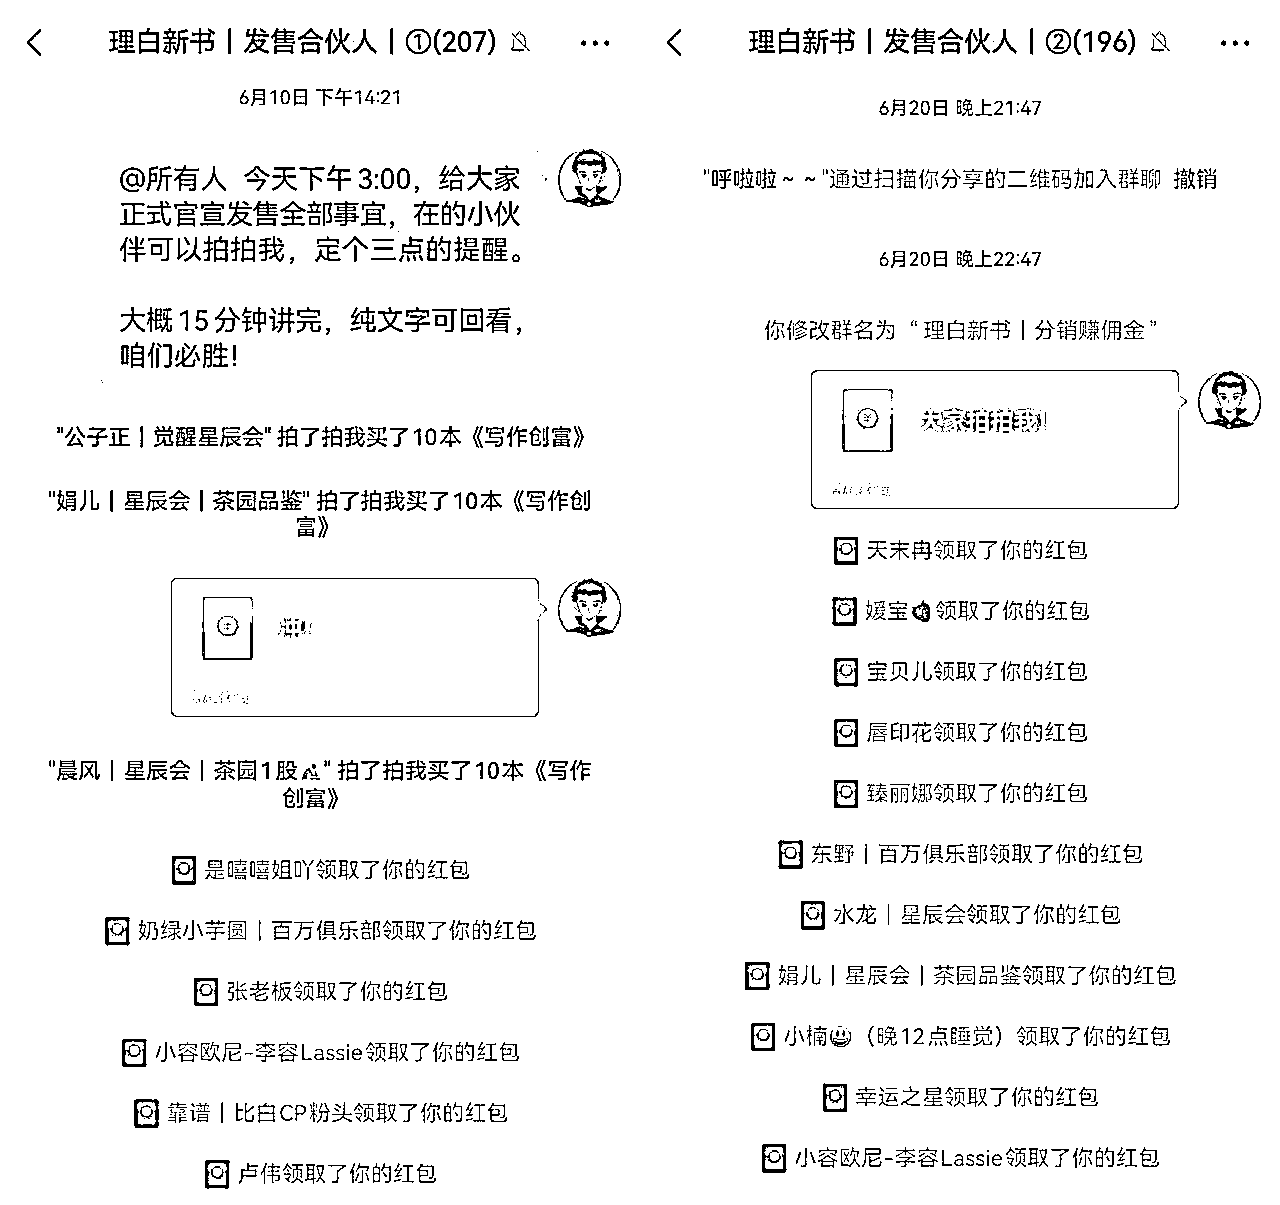 理白新书丨发售合伙人丨①(207)
6月10日 下午14:21
@所有人 今天下午 3:00，给大家
正式官宣发售全部事宜，在的小伙
伴可以拍拍我，定个三点的提醒。
大概 15 分钟讲完，纯文字可回看，
咱们必胜!
"公子正丨觉醒星辰会" 拍了拍我买了10本《写作创富》
"娟儿丨星辰会丨茶园品鉴" 拍了拍我买了10本《写作创
富》
"晨风丨星辰会丨茶园1股" 拍了拍我买了10本《写作
创富》
是嘻嘻姐吖领取了你的红包
奶绿小芋圆丨百万俱乐部领取了你的红包
张老板领取了你的红包
小容欧尼-李容Lassie领取了你的红包
靠谱丨比白CP粉头领取了你的红包
卢伟领取了你的红包
理白新书丨发售合伙人丨②(196)
6月20日 晚上21:47
"呼啦啦～～"通过扫描你分享的二维码加入群聊 撤销
6月20日 晚上22:47
你修改群名为“理白新书丨分销赚佣金”
大家拍拍我!
天末冉领取了你的红包
媛宝领取了你的红包
宝贝儿领取了你的红包
唇印花领取了你的红包
臻丽娜领取了你的红包
东野丨百万俱乐部领取了你的红包
水龙丨星辰会领取了你的红包
娟儿丨星辰会丨茶园品鉴领取了你的红包
小楠😃（晚12点睡觉）领取了你的红包
幸运之星领取了你的红包
小容欧尼-李容Lassie领取了你的红包